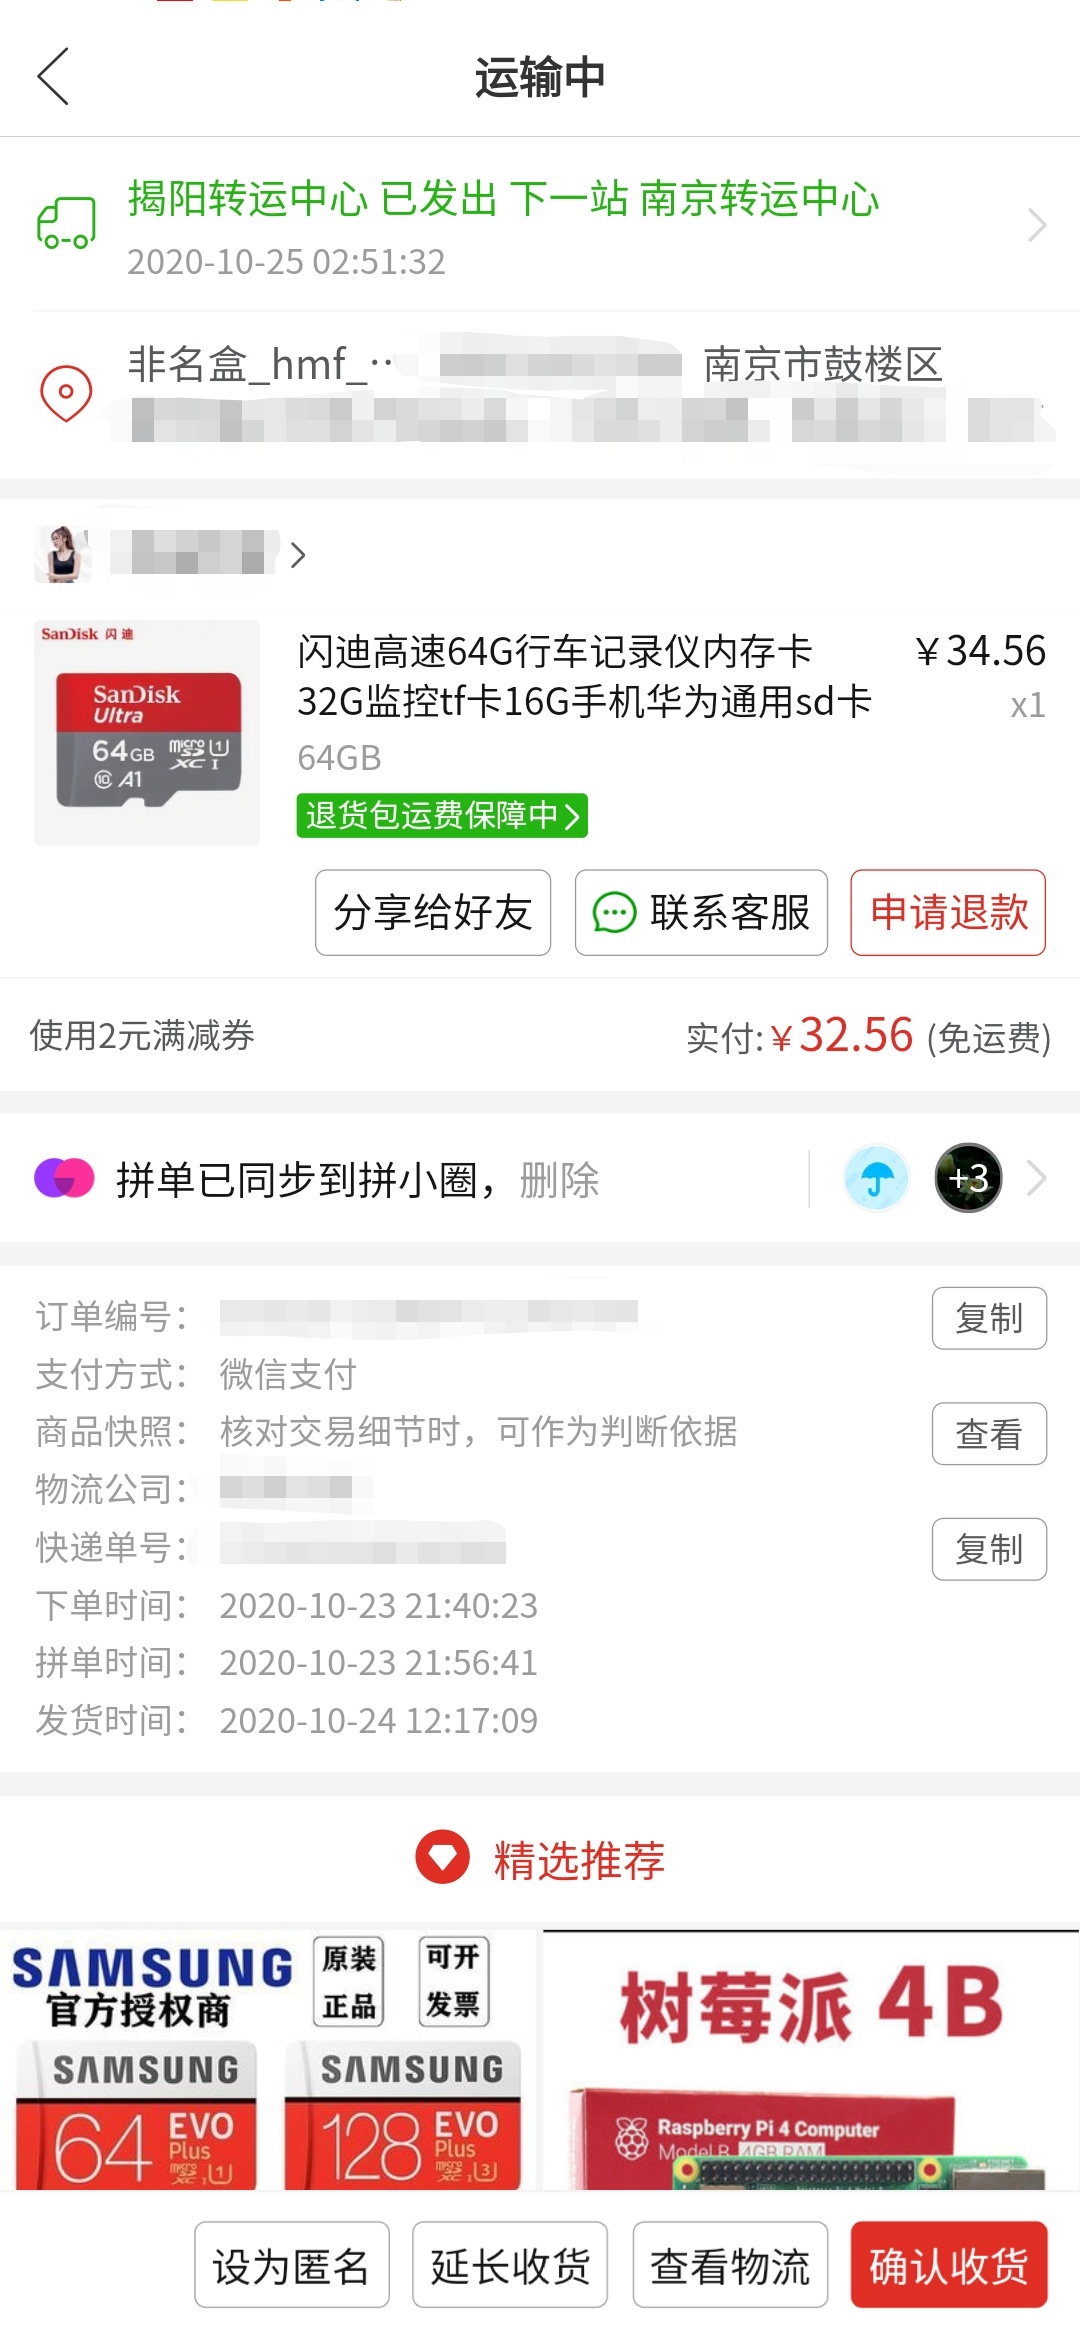 运输中
揭阳转运中心 已发出 下一站 南京转运中心
2020-10-25 02:51:32
非名盒_hmf_··
南京市鼓楼区
SanDisk 闪迪
SanDisk
Ultra
64GB microSDXC U1 I
⑩ A1
闪迪高速64G行车记录仪内存卡 ￥34.56
32G监控tf卡16G手机华为通用sd卡 x1
64GB
退货包运费保障中
分享给好友 联系客服 申请退款
使用2元满减券 实付:￥32.56 (免运费)
拼单已同步到拼小圈，删除 +3
订单编号： 复制
支付方式： 微信支付
商品快照： 核对交易细节时，可作为判断依据 查看
物流公司：
快递单号： 复制
下单时间： 2020-10-23 21:40:23
拼单时间： 2020-10-23 21:56:41
发货时间： 2020-10-24 12:17:09
精选推荐
SAMSUNG 原装正品 可开发票
官方授权商
SAMSUNG
64 EVO Plus
SAMSUNG
128 EVO Plus
树莓派 4B
Raspberry Pi 4 Computer
Model B 4GB RAM
设为匿名 延长收货 查看物流 确认收货